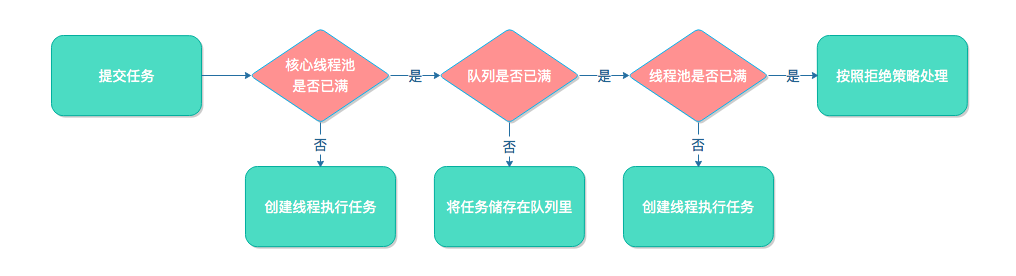 提交任务
核心线程池
是否已满
是
队列是否已满
是
线程池是否已满
是
按照拒绝策略处理
否
否
否
创建线程执行任务
将任务储存在队列里
创建线程执行任务